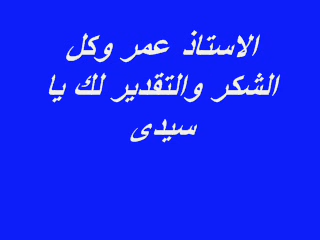 الاستاذ عمر وكل
الشكر والتقدير لك يا
سيدى